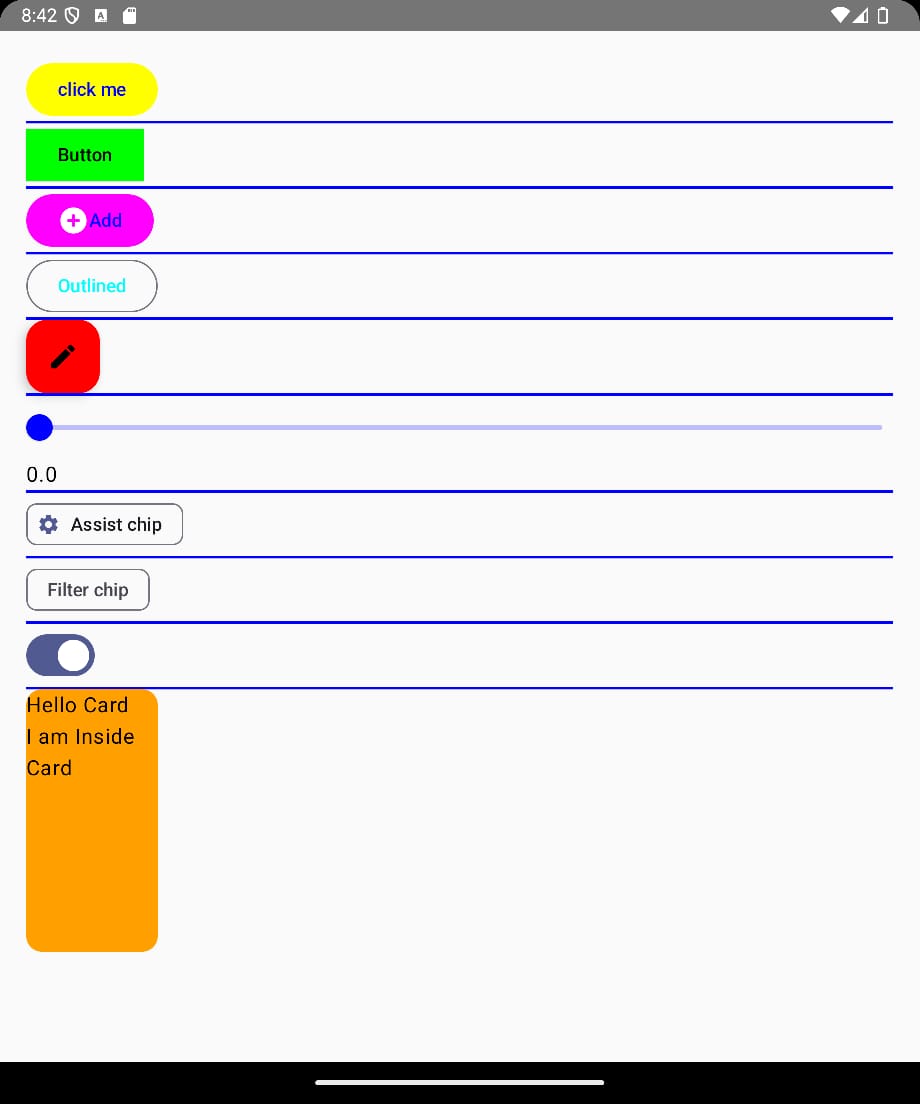 8:42
click me
Button
Add
Outlined
0.0
Assist chip
Filter chip
Hello Card
I am Inside
Card